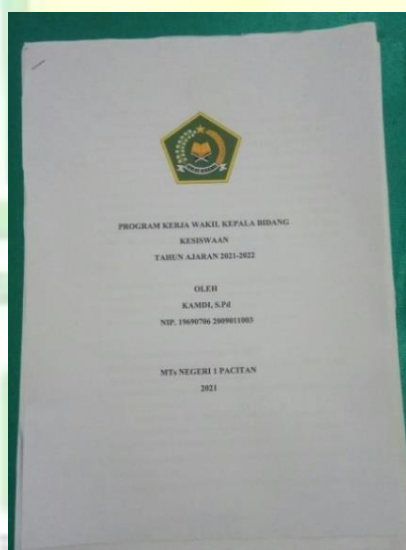 PROGRAM KERJA WAKIL KEPALA BIDANG
KESISWAAN
TAHUN AJARAN 2021-2022
OLEH
KAMDI, S.Pd
NIP. 19690706 2009011003
MTs NEGERI 1 PACITAN
2021